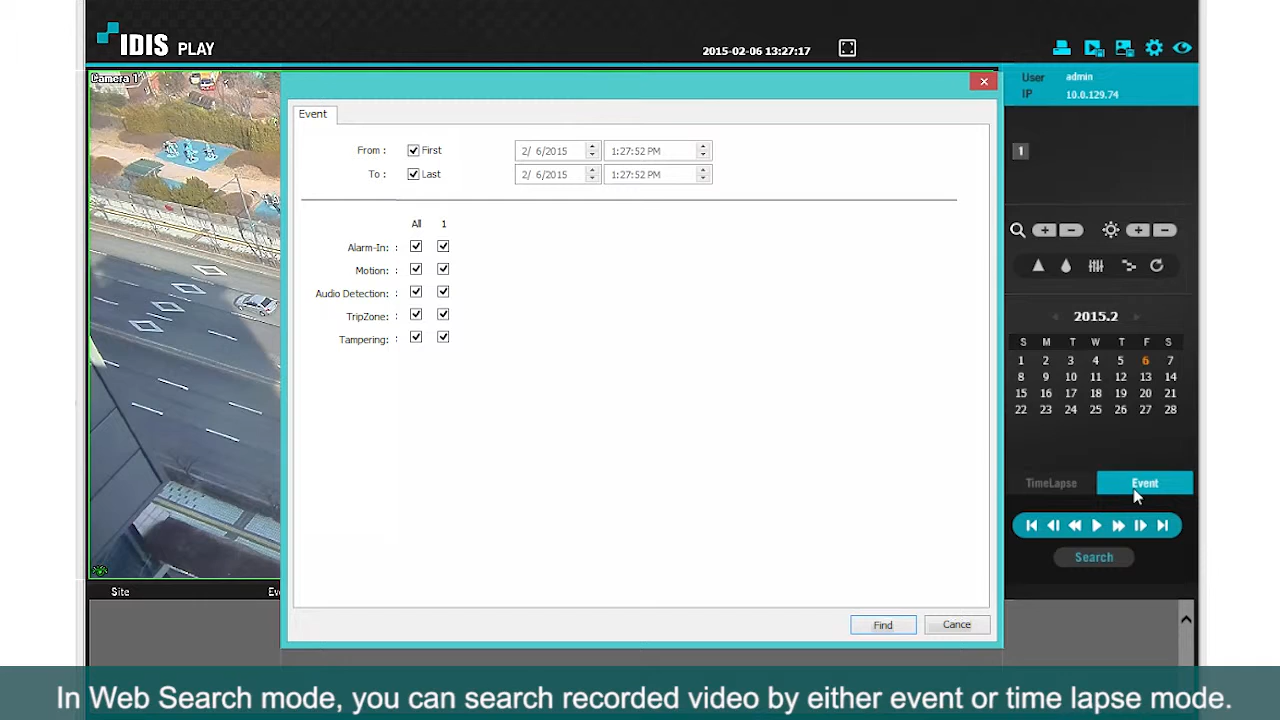 IDIS PLAY
2015-02-06 13:27:17
Camera 1
User admin
IP 10.0.129.74
Event
From : First 2/ 6/2015 1:27:52 PM
To : Last 2/ 6/2015 1:27:52 PM
All 1
Alarm-In: :
Motion: :
Audio Detection: :
TripZone: :
Tampering: :
Find Cance
1
2015.2
S M T W T F S
1 2 3 4 5 6 7
8 9 10 11 12 13 14
15 16 17 18 19 20 21
22 23 24 25 26 27 28
TimeLapse Event
Search
Site Ev
In Web Search mode, you can search recorded video by either event or time lapse mode.